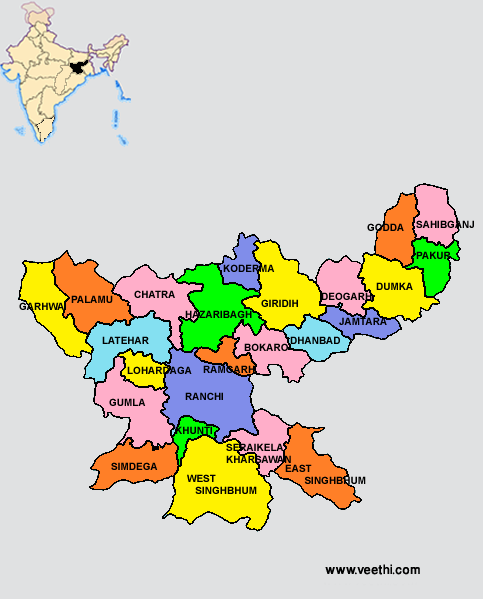 SAHIBGANJ
GODDA
PAKUR
KODERMA
DUMKA
CHATRA
DEOGARH
PALAMU
GIRIDIH
GARHWA
HAZARIBAGH
JAMTARA
LATEHAR
DHANBAD
BOKARO
LOHARDAGA
RAMGARH
RANCHI
GUMLA
KHUNTI
SERAIKELA
KHARSAWAN
SIMDEGA
EAST
SINGHBHUM
WEST
SINGHBHUM
www.veethi.com